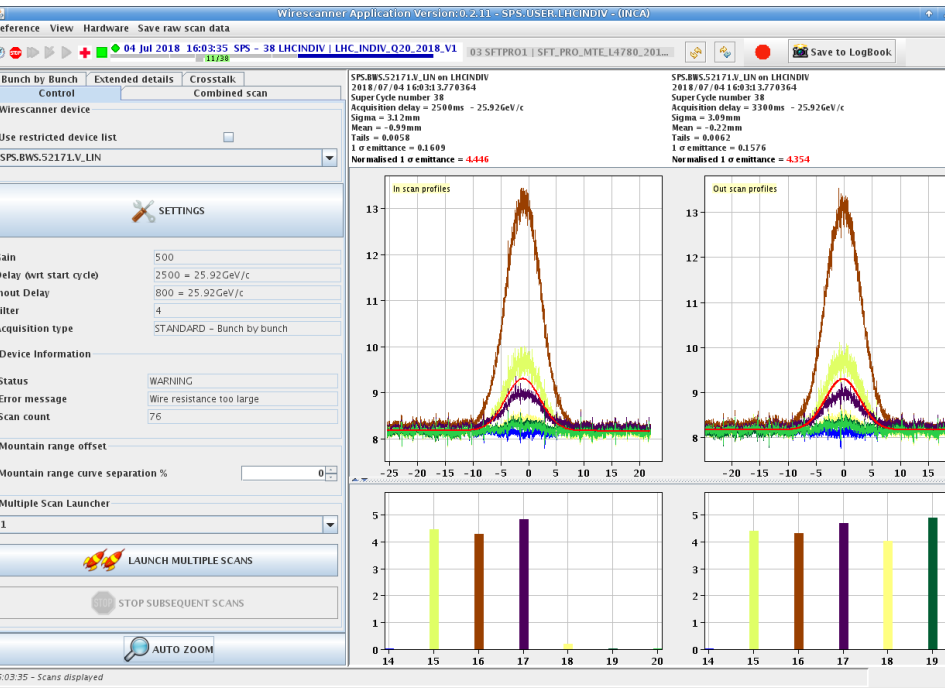 Wirescanner Application Version:0.2.11 - SPS.USER.LHCINDIV - (INCA)
eference View Hardware Save raw scan data
STOP 04 Jul 2018 16:03:35 SPS - 38 LHCINDIV | LHC_INDIV_Q20_2018_V1 03 SFTPRO1 | SFT_PRO_MTE_L4780_201... Save to LogBook
11/38
Bunch by Bunch Extended details Crosstalk
Control Combined scan
Wirescanner device
Use restricted device list
SPS.BWS.52171.V_LIN
SETTINGS
Gain 500
Delay (wrt start cycle) 2500 = 25.92GeV/c
nout Delay 800 = 25.92GeV/c
ilter 4
Acquisition type STANDARD - Bunch by bunch
Device Information
Status WARNING
Error message Wire resistance too large
Scan count 76
Mountain range offset
Mountain range curve separation % 0
Multiple Scan Launcher
1
LAUNCH MULTIPLE SCANS
STOP STOP SUBSEQUENT SCANS
AUTO ZOOM
:03:35 - Scans displayed
SPS.BWS.52171.V_LIN on LHCINDIV
2018/07/04 16:03:13.770364
Super Cycle number 38
Acquisition delay = 2500ms - 25.92GeV/c
Sigma = 3.12mm
Mean = -0.99mm
Tails = 0.0058
1 σ emittance = 0.1609
Normalised 1 σ emittance = 4.446
SPS.BWS.52171.V_LIN on LHCINDIV
2018/07/04 16:03:13.770364
Super Cycle number 38
Acquisition delay = 3300ms - 25.92GeV/c
Sigma = 3.09mm
Mean = -0.22mm
Tails = 0.0062
1 σ emittance = 0.1576
Normalised 1 σ emittance = 4.354
In scan profiles
13
12
11
10
9
8
-25 -20 -15 -10 -5 0 5 10 15 20
Out scan profiles
13
12
11
10
9
8
-20 -15 -10 -5 0 5 10 15
5
4
3
2
1
0
14 15 16 17 18 19 20
5
4
3
2
1
0
14 15 16 17 18 19